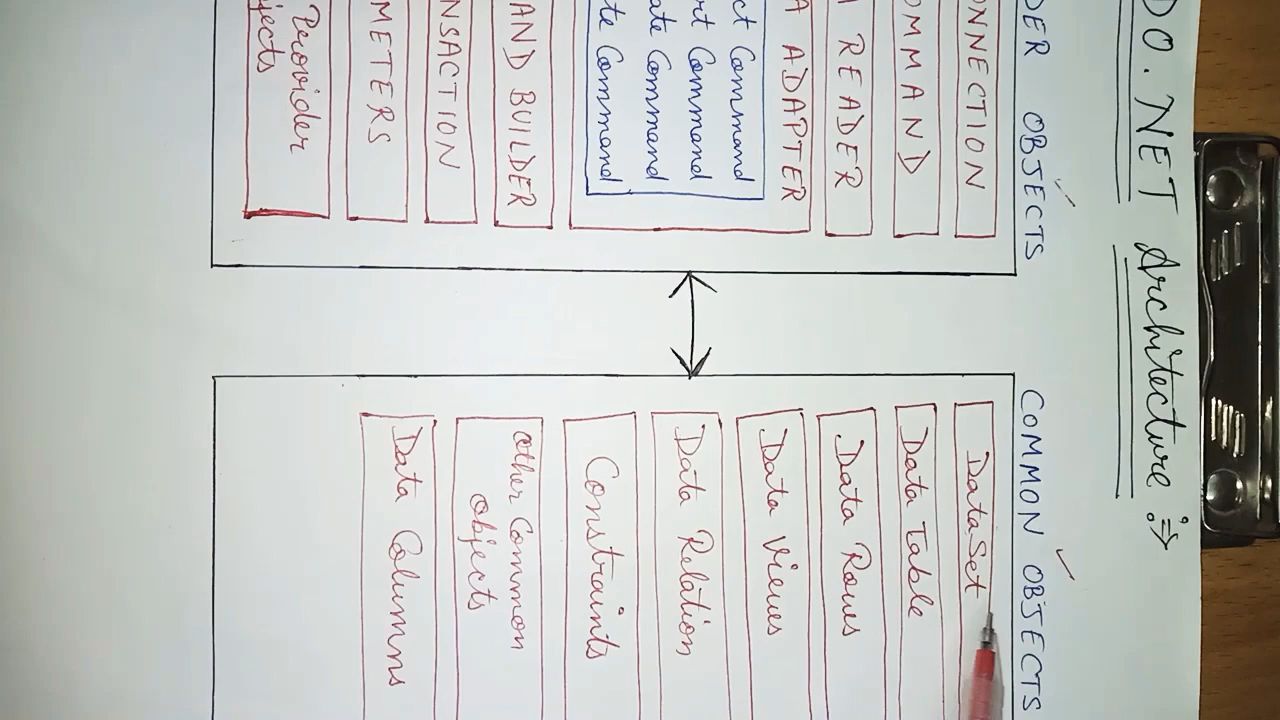 DO.NET Architecture :⇒
DER OBJECTS
ONNECTION
OMMAND
A READER
A ADAPTER
ct Command
rt Command
ate Command
te Command
AND BUILDER
NSACTION
METERS
Provider
jects
COMMON OBJECTS
DataSet
Data Table
Data Rows
Data Views
Data Relation
Constraints
Other Common
Objects
Data Columns